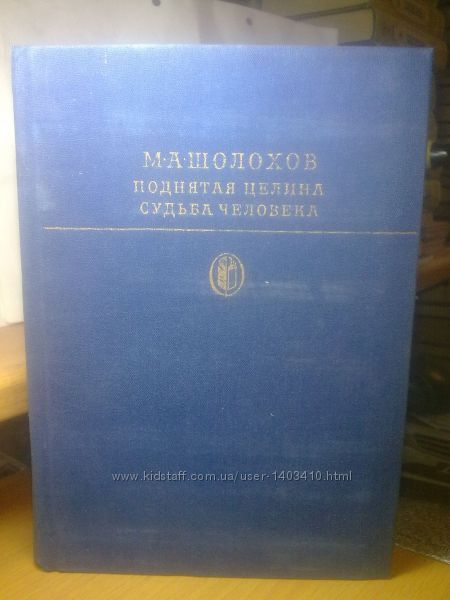 М·А·ШОЛОХОВ
ПОДНЯТАЯ ЦЕЛИНА
СУДЬБА ЧЕЛОВЕКА
www.kidstaff.com.ua/user-1403410.html